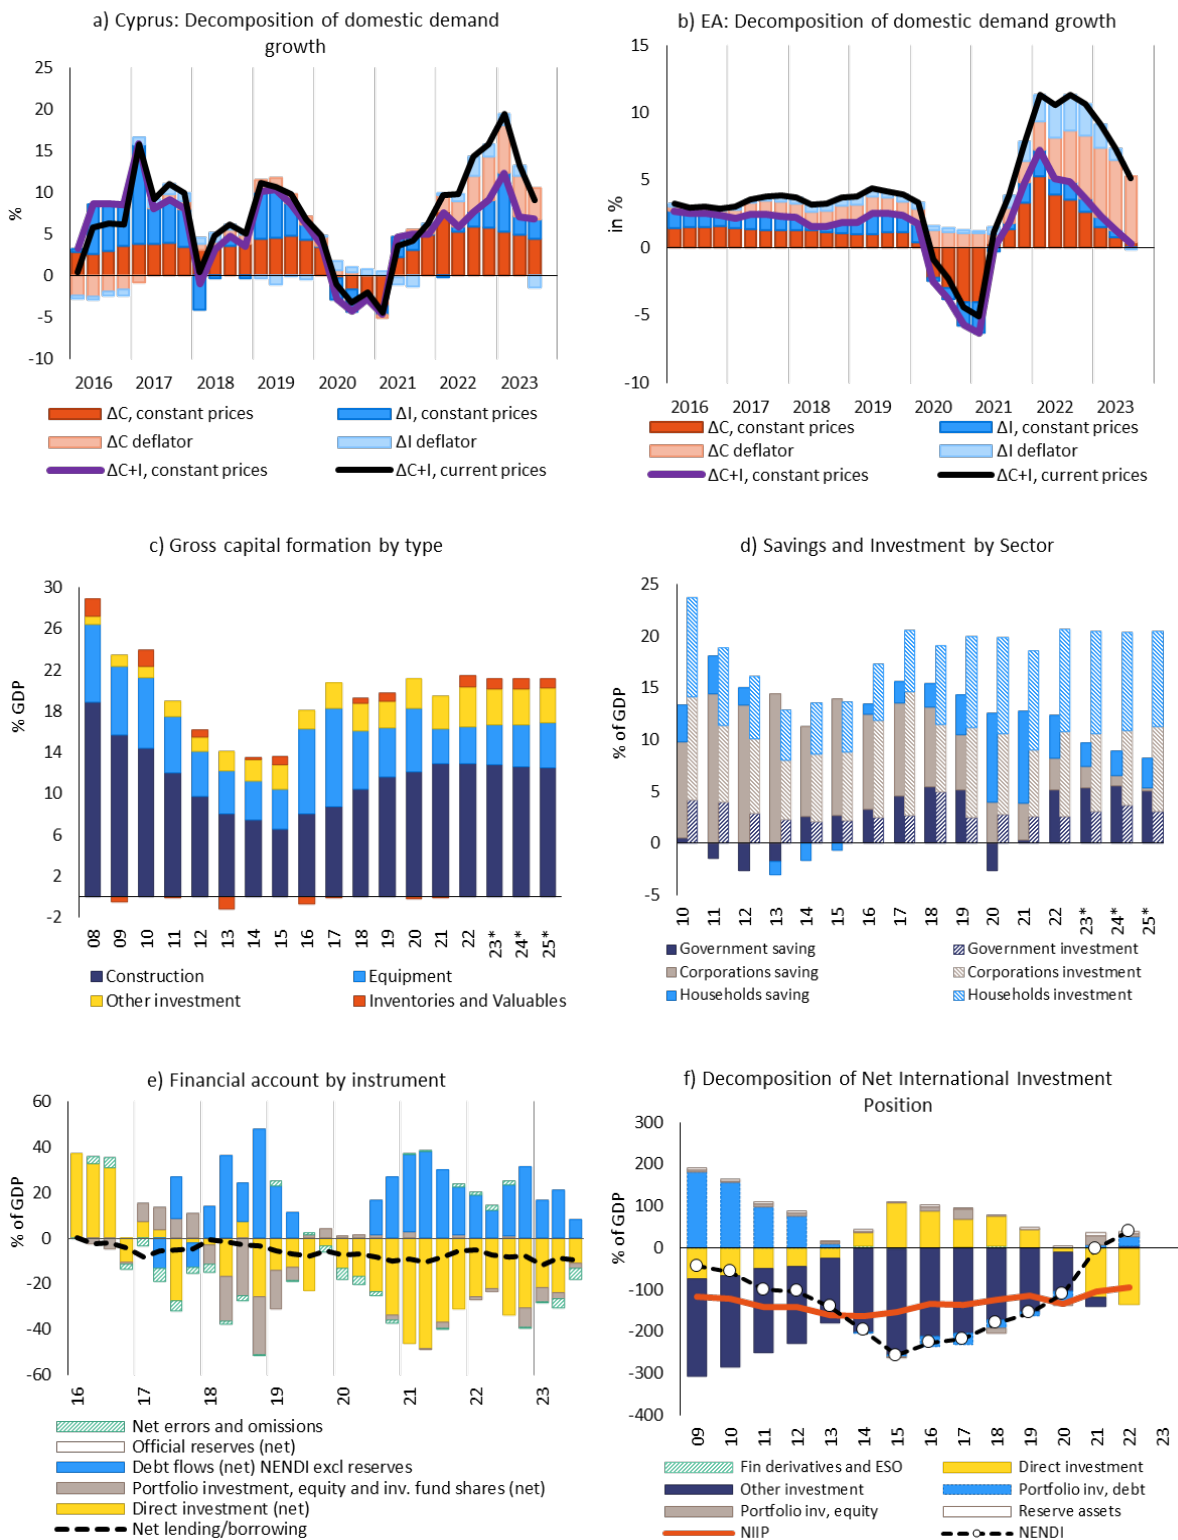 a) Cyprus: Decomposition of domestic demand
growth
25
20
15
10
5
0
-5
-10
%
2016 2017 2018 2019 2020 2021 2022 2023
ΔC, constant prices
ΔI, constant prices
ΔC deflator
ΔI deflator
ΔC+I, constant prices
ΔC+I, current prices
b) EA: Decomposition of domestic demand growth
15
10
5
0
-5
-10
in %
2016 2017 2018 2019 2020 2021 2022 2023
ΔC, constant prices
ΔI, constant prices
ΔC deflator
ΔI deflator
ΔC+I, constant prices
ΔC+I, current prices
c) Gross capital formation by type
30
26
22
18
14
10
6
2
-2
% GDP
08 09 10 11 12 13 14 15 16 17 18 19 20 21 22 23* 24* 25*
Construction
Equipment
Other investment
Inventories and Valuables
d) Savings and Investment by Sector
25
20
15
10
5
0
-5
% of GDP
10 11 12 13 14 15 16 17 18 19 20 21 22 23* 24* 25*
Government saving
Government investment
Corporations saving
Corporations investment
Households saving
Households investment
e) Financial account by instrument
60
40
20
0
-20
-40
-60
% of GDP
16 17 18 19 20 21 22 23
Net errors and omissions
Official reserves (net)
Debt flows (net) NENDI excl reserves
Portfolio investment, equity and inv. fund shares (net)
Direct investment (net)
Net lending/borrowing
f) Decomposition of Net International Investment
Position
300
200
100
0
-100
-200
-300
-400
% of GDP
09 10 11 12 13 14 15 16 17 18 19 20 21 22 23
Fin derivatives and ESO
Direct investment
Other investment
Portfolio inv, debt
Portfolio inv, equity
Reserve assets
NIIP
NENDI